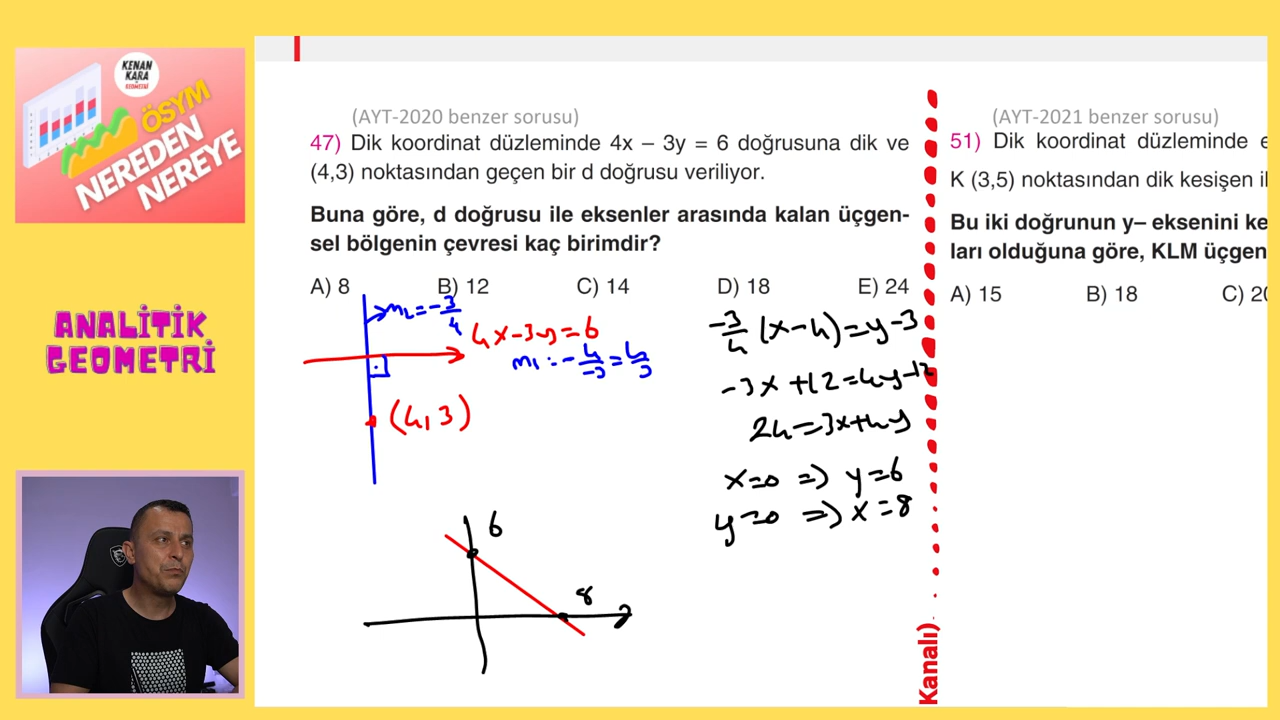 KENAN
KARA
GEOMETRİ
ÖSYM
NEREDEN
NEREYE
ANALİTİK
GEOMETRİ
(AYT-2020 benzer sorusu)
47) Dik koordinat düzleminde 4x – 3y = 6 doğrusuna dik ve
(4,3) noktasından geçen bir d doğrusu veriliyor.
Buna göre, d doğrusu ile eksenler arasında kalan üçgen-
sel bölgenin çevresi kaç birimdir?
A) 8 B) 12 C) 14 D) 18 E) 24
m2 = -3/4
4x-3y=6
m1 = -4/-3 = 4/3
(4,3)
-3/4 (x-4) = y-3
-3x+12=4y-12
24=3x+4y
x=0 => y=6
y=0 => x=8
6
8
Kanalı)
(AYT-2021 benzer sorusu)
51) Dik koordinat düzleminde
K (3,5) noktasından dik kesişen
Bu iki doğrunun y– eksenini
ları olduğuna göre, KLM üçgen
A) 15 B) 18 C)